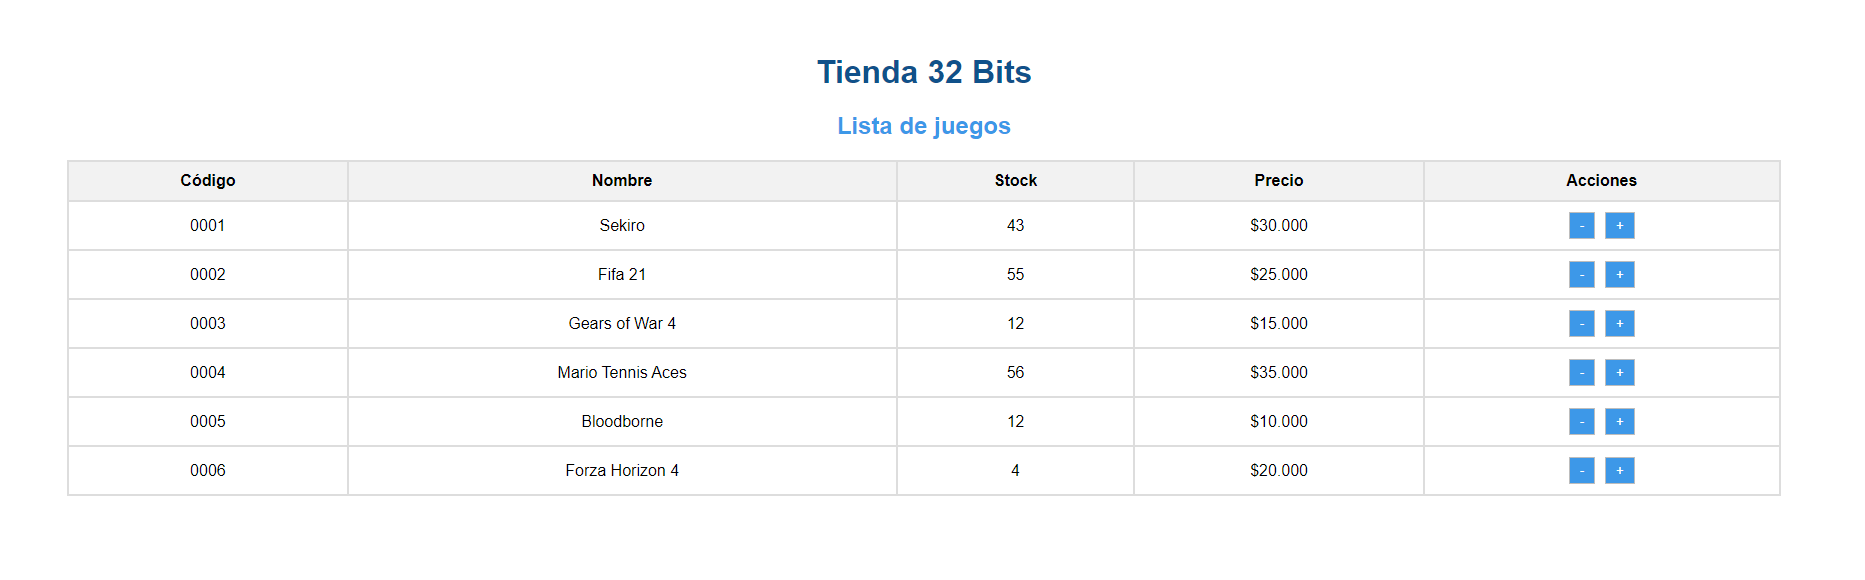 Tienda 32 Bits
Lista de juegos
Código Nombre Stock Precio Acciones
0001 Sekiro 43 $30.000 - +
0002 Fifa 21 55 $25.000 - +
0003 Gears of War 4 12 $15.000 - +
0004 Mario Tennis Aces 56 $35.000 - +
0005 Bloodborne 12 $10.000 - +
0006 Forza Horizon 4 4 $20.000 - +